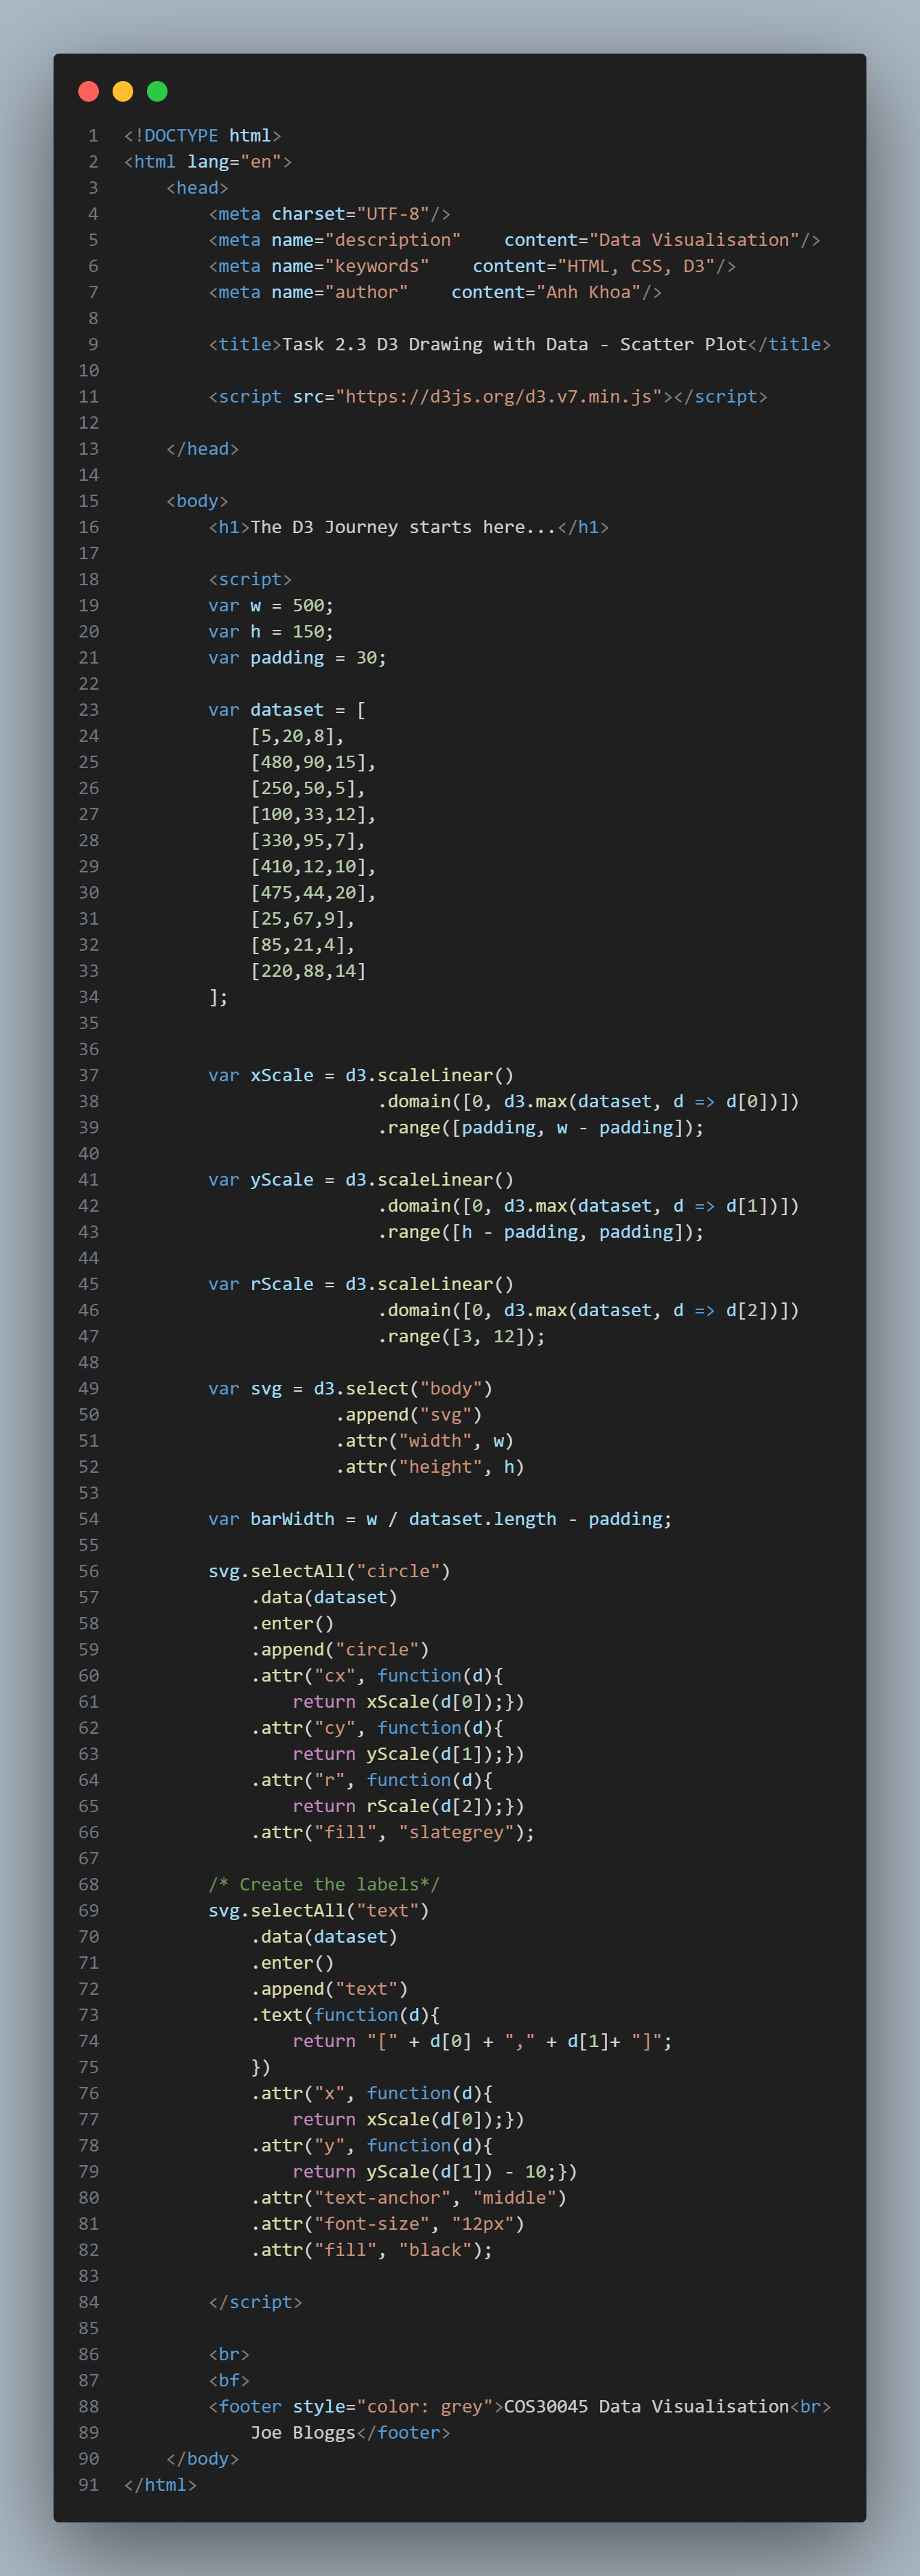 1 <!DOCTYPE html>
2 <html lang="en">
3     <head>
4         <meta charset="UTF-8"/>
5         <meta name="description"    content="Data Visualisation"/>
6         <meta name="keywords"    content="HTML, CSS, D3"/>
7         <meta name="author"    content="Anh Khoa"/>
8
9         <title>Task 2.3 D3 Drawing with Data - Scatter Plot</title>
10
11         <script src="https://d3js.org/d3.v7.min.js"></script>
12
13     </head>
14
15     <body>
16         <h1>The D3 Journey starts here...</h1>
17
18         <script>
19         var w = 500;
20         var h = 150;
21         var padding = 30;
22
23         var dataset = [
24             [5,20,8],
25             [480,90,15],
26             [250,50,5],
27             [100,33,12],
28             [330,95,7],
29             [410,12,10],
30             [475,44,20],
31             [25,67,9],
32             [85,21,4],
33             [220,88,14]
34         ];
35
36
37         var xScale = d3.scaleLinear()
38                         .domain([0, d3.max(dataset, d => d[0])])
39                         .range([padding, w - padding]);
40
41         var yScale = d3.scaleLinear()
42                         .domain([0, d3.max(dataset, d => d[1])])
43                         .range([h - padding, padding]);
44
45         var rScale = d3.scaleLinear()
46                         .domain([0, d3.max(dataset, d => d[2])])
47                         .range([3, 12]);
48
49         var svg = d3.select("body")
50                     .append("svg")
51                     .attr("width", w)
52                     .attr("height", h)
53
54         var barWidth = w / dataset.length - padding;
55
56         svg.selectAll("circle")
57             .data(dataset)
58             .enter()
59             .append("circle")
60             .attr("cx", function(d){
61                 return xScale(d[0]);})
62             .attr("cy", function(d){
63                 return yScale(d[1]);})
64             .attr("r", function(d){
65                 return rScale(d[2]);})
66             .attr("fill", "slategrey");
67
68         /* Create the labels*/
69         svg.selectAll("text")
70             .data(dataset)
71             .enter()
72             .append("text")
73             .text(function(d){
74                 return "[" + d[0] + "," + d[1]+ "]";
75             })
76             .attr("x", function(d){
77                 return xScale(d[0]);})
78             .attr("y", function(d){
79                 return yScale(d[1]) - 10;})
80             .attr("text-anchor", "middle")
81             .attr("font-size", "12px")
82             .attr("fill", "black");
83
84         </script>
85
86         <br>
87         <bf>
88         <footer style="color: grey">COS30045 Data Visualisation<br>
89             Joe Bloggs</footer>
90     </body>
91 </html>